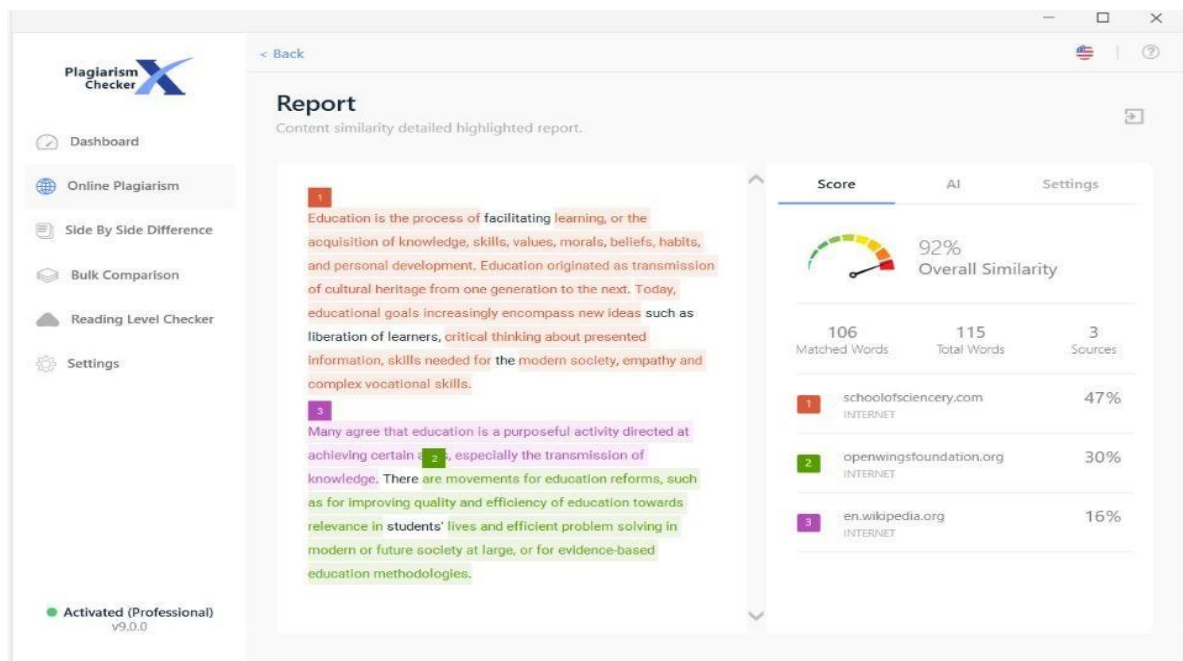 Plagiarism
Checker
X
< Back
Report
Content similarity detailed highlighted report.
Dashboard
Online Plagiarism
Side By Side Difference
Bulk Comparison
Reading Level Checker
Settings
Activated (Professional)
v9.0.0
1
Education is the process of facilitating learning, or the
acquisition of knowledge, skills, values, morals, beliefs, habits,
and personal development. Education originated as transmission
of cultural heritage from one generation to the next. Today,
educational goals increasingly encompass new ideas such as
liberation of learners, critical thinking about presented
information, skills needed for the modern society, empathy and
complex vocational skills.
3
Many agree that education is a purposeful activity directed at
achieving certain 2, especially the transmission of
knowledge. There are movements for education reforms, such
as for improving quality and efficiency of education towards
relevance in students' lives and efficient problem solving in
modern or future society at large, or for evidence-based
education methodologies.
Score AI Settings
92%
Overall Similarity
106 115 3
Matched Words Total Words Sources
1 schoolofsciencery.com 47%
INTERNET
2 openwingsfoundation.org 30%
INTERNET
3 en.wikipedia.org 16%
INTERNET